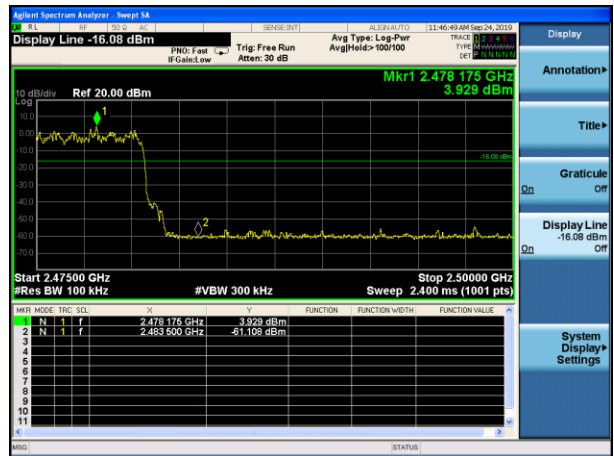 Agilent Spectrum Analyzer - Swept SA
RL RF 50 Ω AC SENSE:INT ALIGN AUTO 11:46:49 AM Sep 24, 2019
Display Line -16.08 dBm
PNO: Fast
IFGain:Low
Trig: Free Run
Atten: 30 dB
Avg Type: Log-Pwr
Avg|Hold:>100/100
TRACE 1 2 3 4 5 6
TYPE
DET P N N N N N
Mkr1 2.478 175 GHz
3.929 dBm
10 dB/div Ref 20.00 dBm
Log
10.0
0.00
-10.0
-20.0
-30.0
-40.0
-50.0
-60.0
-70.0
1
-16.08 dBm
2
Start 2.47500 GHz Stop 2.50000 GHz
#Res BW 100 kHz #VBW 300 kHz Sweep 2.400 ms (1001 pts)
MKR MODE TRC SCL X Y FUNCTION FUNCTION WIDTH FUNCTION VALUE
1 N 1 f 2.478 175 GHz 3.929 dBm
2 N 1 f 2.483 500 GHz -61.108 dBm
3
4
5
6
7
8
9
10
11
MSG STATUS
Display
Annotation
Title
Graticule
On Off
Display Line
-16.08 dBm
On Off
System
Display
Settings